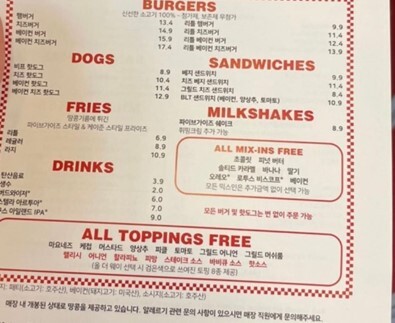 BURGERS
신선한 소고기 100% - 첨가제, 보존제 무첨가
햄버거 13.4
치즈버거 14.9
베이컨 버거 15.9
베이컨 치즈버거 17.4
리틀 햄버거 9.9
리틀 치즈버거 11.4
리틀 베이컨 버거 12.4
리틀 베이컨 치즈버거 13.9
DOGS
비프 핫도그 8.9
치즈 핫도그 10.4
베이컨 핫도그 11.4
베이컨 치즈 핫도그 12.9
SANDWICHES
베지 샌드위치 6.9
치즈 베지 샌드위치 8.4
그릴드 치즈 샌드위치 8.4
BLT 샌드위치 (베이컨, 양상추, 토마토) 10.9
FRIES
땅콩기름에 튀긴
파이브가이즈 스타일 & 케이준 스타일 프라이즈
리틀 6.9
레귤러 8.9
라지 10.9
MILKSHAKES
파이브가이즈 쉐이크 8.9
휘핑크림 추가 가능
ALL MIX-INS FREE
초콜릿 피넛 버터
솔티드 카라멜 바나나 딸기
오레오® 로투스 비스코프® 베이컨
모든 믹스인은 추가금액 없이 선택 가능
DRINKS
탄산음료 3.9
생수 2.0
버드와이저® 6.0
스텔라 아르투아® 7.0
구스 아일랜드 IPA® 9.0
모든 버거 및 핫도그는 번 없이 주문 가능
ALL TOPPINGS FREE
마요네즈 케첩 머스타드 양상추 피클 토마토 그릴드 어니언 그릴드 머쉬룸
렐리시 어니언 할라피뇨 피망 스테이크 소스 바비큐 소스 핫소스
(올 더 웨이 선택 시 검은색으로 쓰여진 토핑 8종 제공)
패티(소고기: 호주산), 베이컨(돼지고기: 미국산), 소시지(소고기: 호주산)
매장 내 개봉된 상태로 땅콩을 제공하고 있습니다. 알레르기 관련 문의 사항이 있으시면 매장 직원에게 문의해주세요.